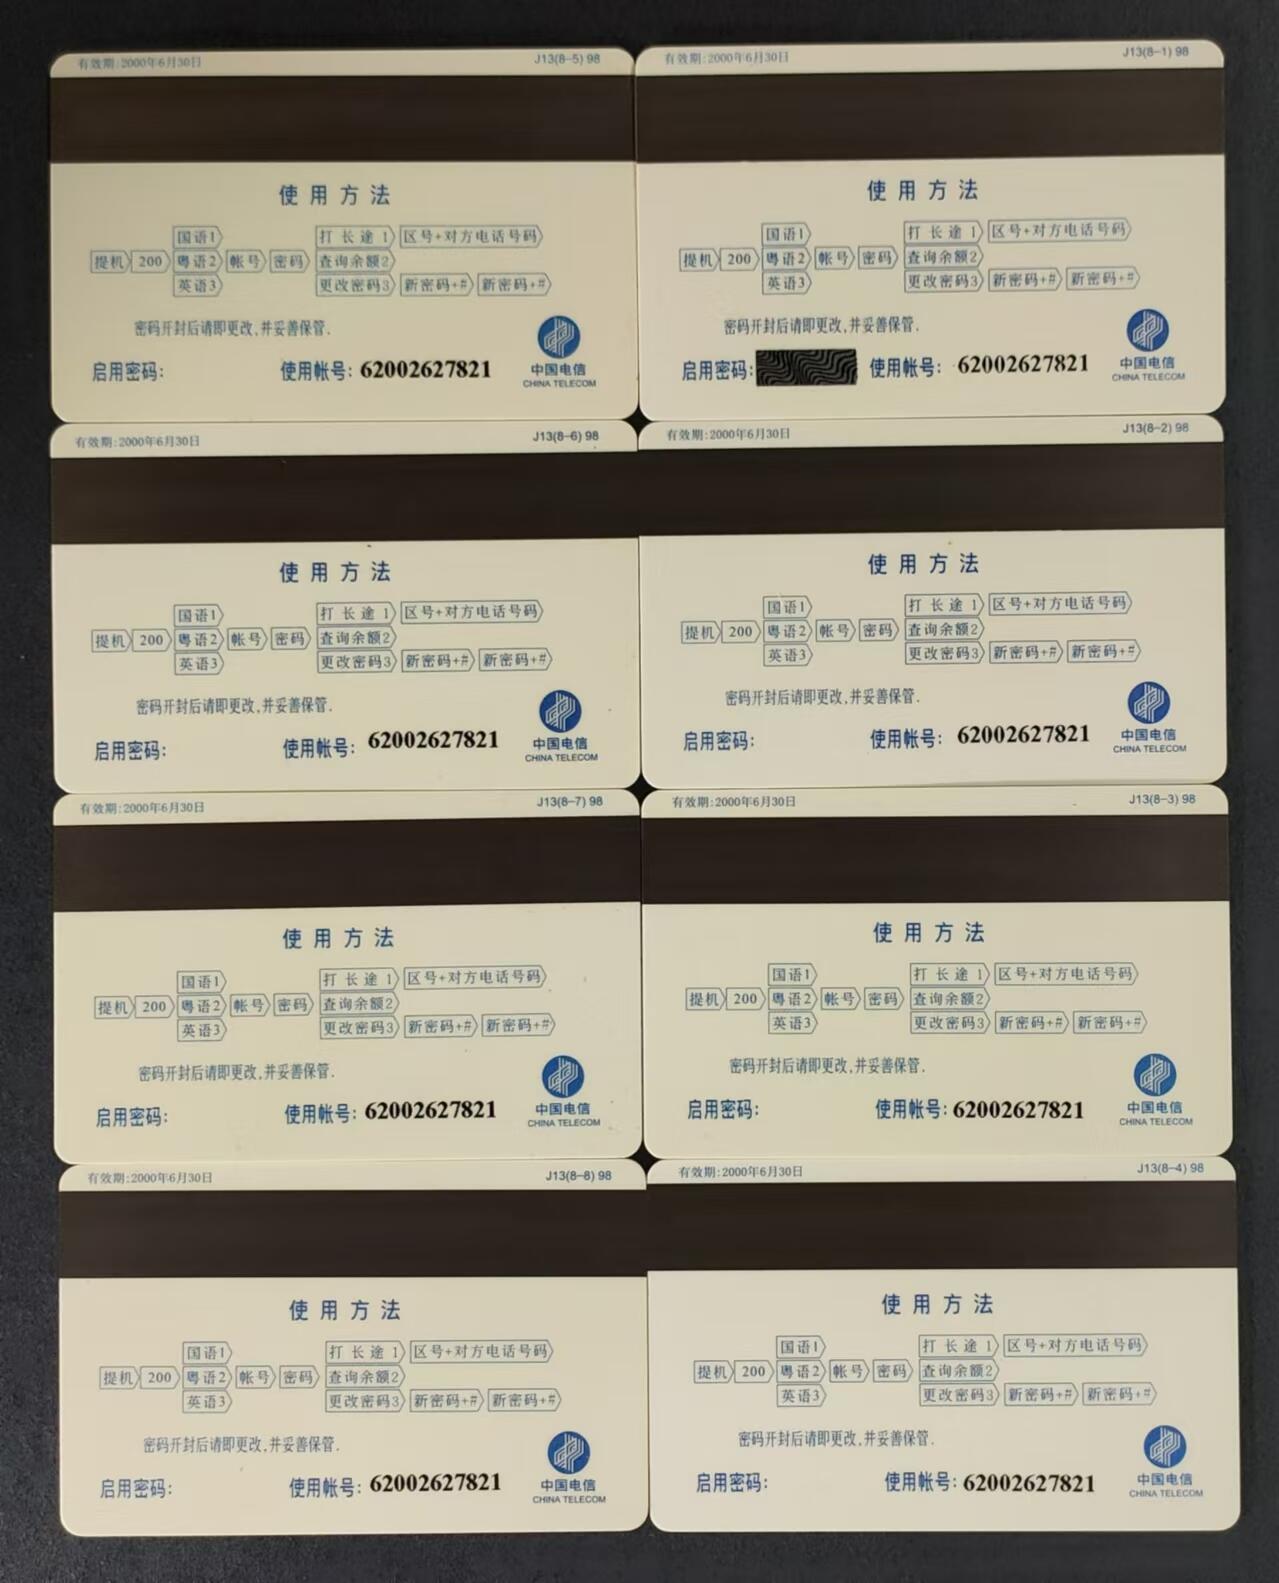 有效期:2000年6月30日 J13(8-5) 98
使用方法
国语1 打长途1 区号+对方电话号码
提机 200 粤语2 帐号 密码 查询余额2
英语3 更改密码3 新密码+# 新密码+#
密码开封后请即更改,并妥善保管.
启用密码: 使用帐号: 62002627821 中国电信
CHINA TELECOM
有效期:2000年6月30日 J13(8-1) 98
使用方法
国语1 打长途1 区号+对方电话号码
提机 200 粤语2 帐号 密码 查询余额2
英语3 更改密码3 新密码+# 新密码+#
密码开封后请即更改,并妥善保管.
启用密码: 使用帐号: 62002627821 中国电信
CHINA TELECOM
有效期:2000年6月30日 J13(8-6) 98
使用方法
国语1 打长途1 区号+对方电话号码
提机 200 粤语2 帐号 密码 查询余额2
英语3 更改密码3 新密码+# 新密码+#
密码开封后请即更改,并妥善保管.
启用密码: 使用帐号: 62002627821 中国电信
CHINA TELECOM
有效期:2000年6月30日 J13(8-2) 98
使用方法
国语1 打长途1 区号+对方电话号码
提机 200 粤语2 帐号 密码 查询余额2
英语3 更改密码3 新密码+# 新密码+#
密码开封后请即更改,并妥善保管.
启用密码: 使用帐号: 62002627821 中国电信
CHINA TELECOM
有效期:2000年6月30日 J13(8-7) 98
使用方法
国语1 打长途1 区号+对方电话号码
提机 200 粤语2 帐号 密码 查询余额2
英语3 更改密码3 新密码+# 新密码+#
密码开封后请即更改,并妥善保管.
启用密码: 使用帐号: 62002627821 中国电信
CHINA TELECOM
有效期:2000年6月30日 J13(8-3) 98
使用方法
国语1 打长途1 区号+对方电话号码
提机 200 粤语2 帐号 密码 查询余额2
英语3 更改密码3 新密码+# 新密码+#
密码开封后请即更改,并妥善保管.
启用密码: 使用帐号: 62002627821 中国电信
CHINA TELECOM
有效期:2000年6月30日 J13(8-8) 98
使用方法
国语1 打长途1 区号+对方电话号码
提机 200 粤语2 帐号 密码 查询余额2
英语3 更改密码3 新密码+# 新密码+#
密码开封后请即更改,并妥善保管.
启用密码: 使用帐号: 62002627821 中国电信
CHINA TELECOM
有效期:2000年6月30日 J13(8-4) 98
使用方法
国语1 打长途1 区号+对方电话号码
提机 200 粤语2 帐号 密码 查询余额2
英语3 更改密码3 新密码+# 新密码+#
密码开封后请即更改,并妥善保管.
启用密码: 使用帐号: 62002627821 中国电信
CHINA TELECOM